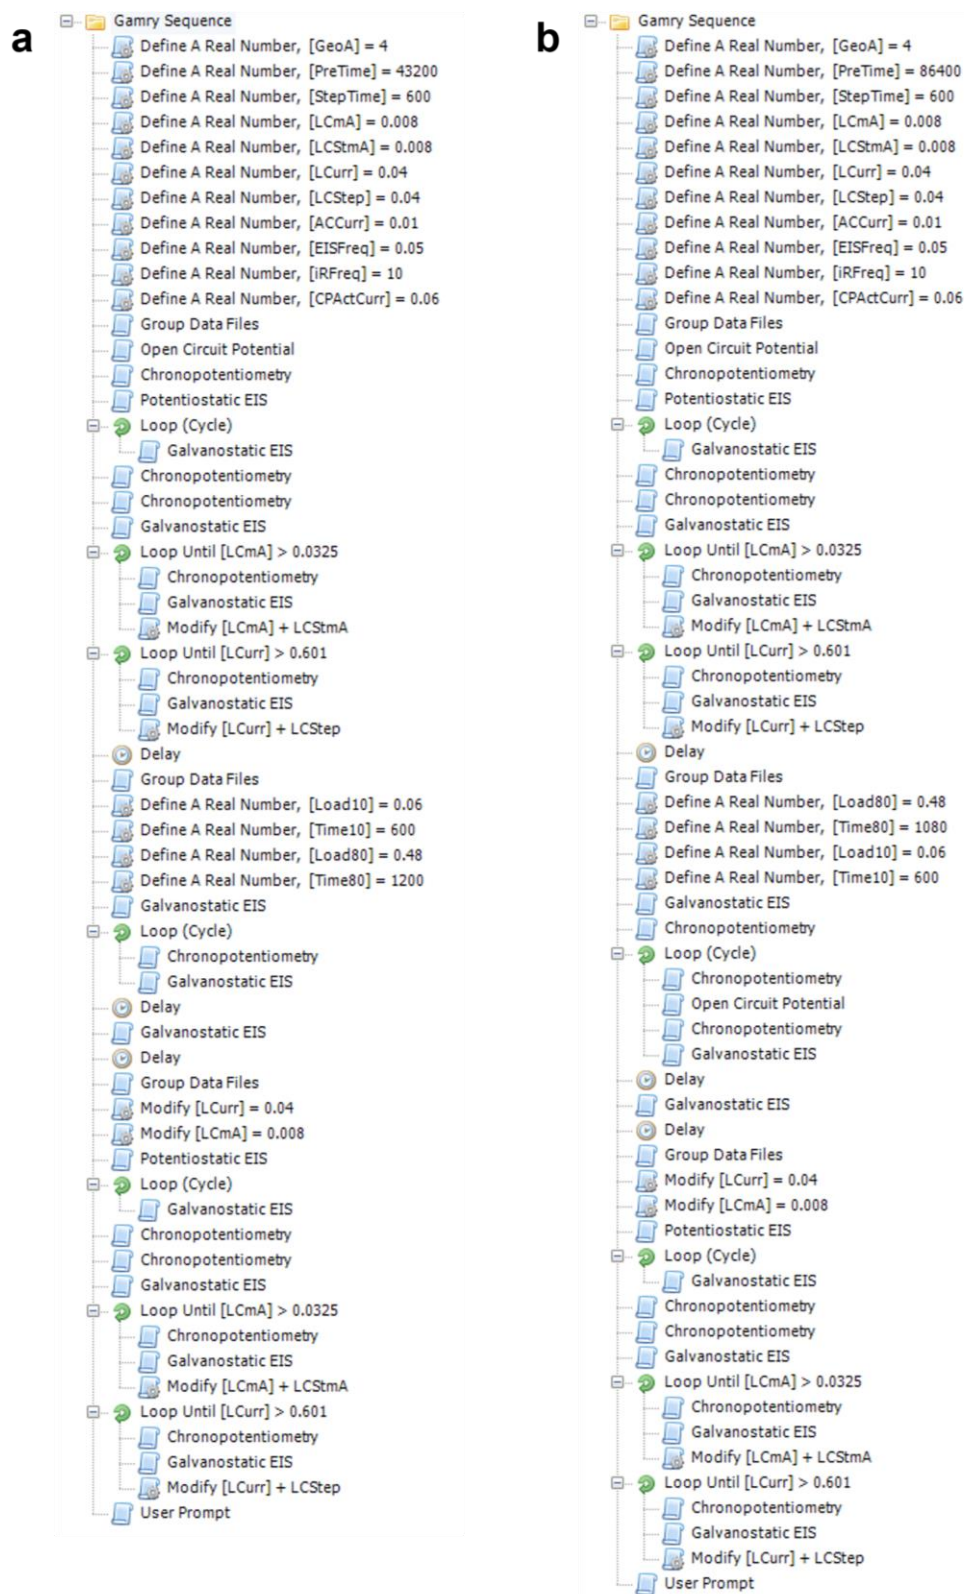 a
Gamry Sequence
Define A Real Number, [GeoA] = 4
Define A Real Number, [PreTime] = 43200
Define A Real Number, [StepTime] = 600
Define A Real Number, [LCmA] = 0.008
Define A Real Number, [LCStmA] = 0.008
Define A Real Number, [LCurr] = 0.04
Define A Real Number, [LCStep] = 0.04
Define A Real Number, [ACCurr] = 0.01
Define A Real Number, [EISFreq] = 0.05
Define A Real Number, [iRFreq] = 10
Define A Real Number, [CPActCurr] = 0.06
Group Data Files
Open Circuit Potential
Chronopotentiometry
Potentiostatic EIS
Loop (Cycle)
Galvanostatic EIS
Chronopotentiometry
Chronopotentiometry
Galvanostatic EIS
Loop Until [LCmA] > 0.0325
Chronopotentiometry
Galvanostatic EIS
Modify [LCmA] + LCStmA
Loop Until [LCurr] > 0.601
Chronopotentiometry
Galvanostatic EIS
Modify [LCurr] + LCStep
Delay
Group Data Files
Define A Real Number, [Load10] = 0.06
Define A Real Number, [Time10] = 600
Define A Real Number, [Load80] = 0.48
Define A Real Number, [Time80] = 1200
Galvanostatic EIS
Loop (Cycle)
Chronopotentiometry
Galvanostatic EIS
Delay
Galvanostatic EIS
Delay
Group Data Files
Modify [LCurr] = 0.04
Modify [LCmA] = 0.008
Potentiostatic EIS
Loop (Cycle)
Galvanostatic EIS
Chronopotentiometry
Chronopotentiometry
Galvanostatic EIS
Loop Until [LCmA] > 0.0325
Chronopotentiometry
Galvanostatic EIS
Modify [LCmA] + LCStmA
Loop Until [LCurr] > 0.601
Chronopotentiometry
Galvanostatic EIS
Modify [LCurr] + LCStep
User Prompt
b
Gamry Sequence
Define A Real Number, [GeoA] = 4
Define A Real Number, [PreTime] = 86400
Define A Real Number, [StepTime] = 600
Define A Real Number, [LCmA] = 0.008
Define A Real Number, [LCStmA] = 0.008
Define A Real Number, [LCurr] = 0.04
Define A Real Number, [LCStep] = 0.04
Define A Real Number, [ACCurr] = 0.01
Define A Real Number, [EISFreq] = 0.05
Define A Real Number, [iRFreq] = 10
Define A Real Number, [CPActCurr] = 0.06
Group Data Files
Open Circuit Potential
Chronopotentiometry
Potentiostatic EIS
Loop (Cycle)
Galvanostatic EIS
Chronopotentiometry
Chronopotentiometry
Galvanostatic EIS
Loop Until [LCmA] > 0.0325
Chronopotentiometry
Galvanostatic EIS
Modify [LCmA] + LCStmA
Loop Until [LCurr] > 0.601
Chronopotentiometry
Galvanostatic EIS
Modify [LCurr] + LCStep
Delay
Group Data Files
Define A Real Number, [Load80] = 0.48
Define A Real Number, [Time80] = 1080
Define A Real Number, [Load10] = 0.06
Define A Real Number, [Time10] = 600
Galvanostatic EIS
Chronopotentiometry
Loop (Cycle)
Chronopotentiometry
Open Circuit Potential
Chronopotentiometry
Galvanostatic EIS
Delay
Galvanostatic EIS
Delay
Group Data Files
Modify [LCurr] = 0.04
Modify [LCmA] = 0.008
Potentiostatic EIS
Loop (Cycle)
Galvanostatic EIS
Chronopotentiometry
Chronopotentiometry
Galvanostatic EIS
Loop Until [LCmA] > 0.0325
Chronopotentiometry
Galvanostatic EIS
Modify [LCmA] + LCStmA
Loop Until [LCurr] > 0.601
Chronopotentiometry
Galvanostatic EIS
Modify [LCurr] + LCStep
User Prompt